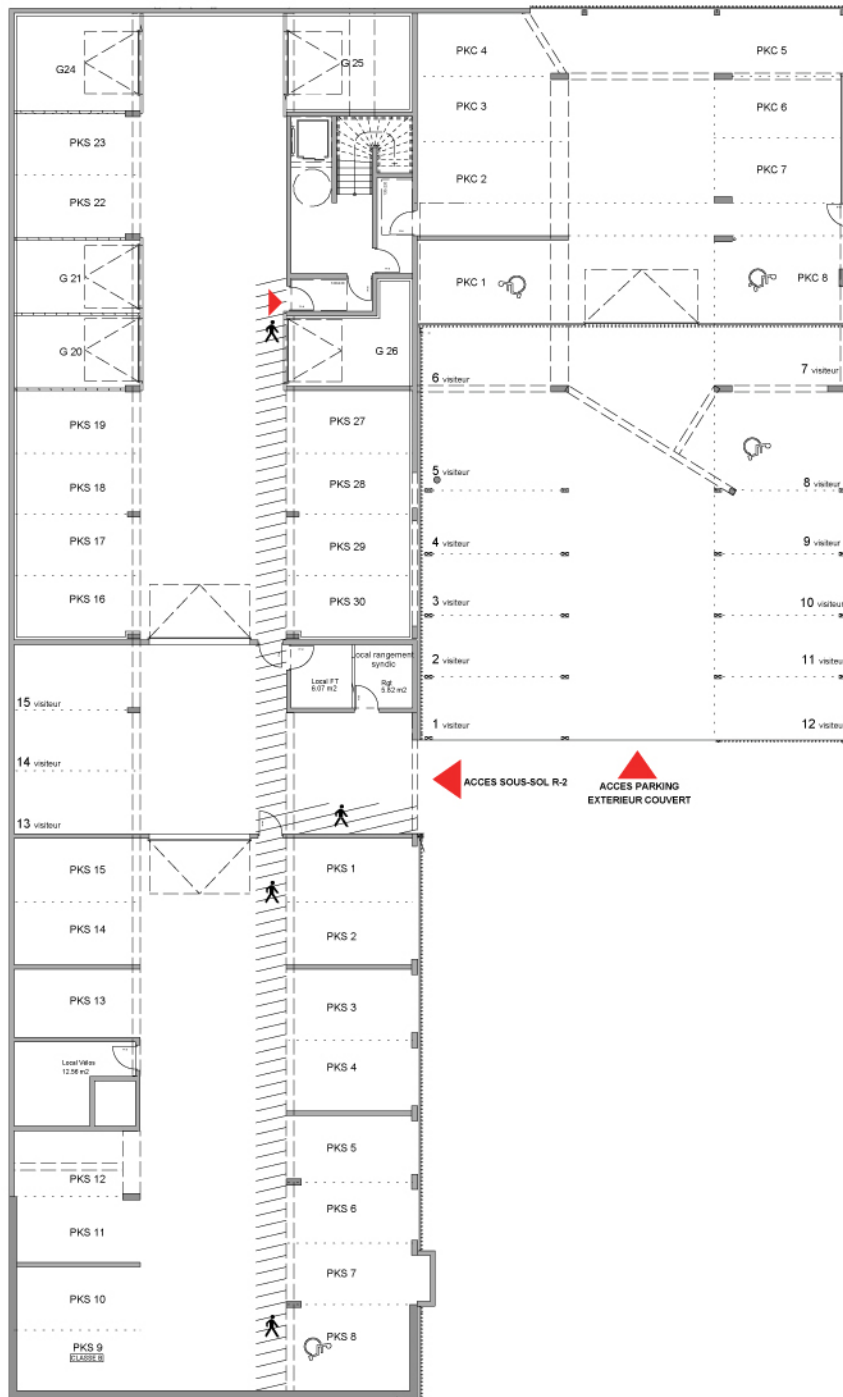 G24
G 25
PKC 4
PKC 5
PKC 3
PKC 6
PKS 23
PKC 2
PKC 7
PKS 22
G 21
PKC 1
PKC 8
G 20
G 26
6 visiteur
7 visiteur
PKS 19
PKS 27
PKS 18
PKS 28
5 visiteur
8 visiteur
PKS 17
PKS 29
4 visiteur
9 visiteur
PKS 16
PKS 30
3 visiteur
10 visiteur
ocal rangement
syndic
2 visiteur
11 visiteur
Local FT
6.07 m2
Rgt
5.62 m2
15 visiteur
1 visiteur
12 visiteur
14 visiteur
ACCES SOUS-SOL R-2
ACCES PARKING
EXTERIEUR COUVERT
13 visiteur
PKS 15
PKS 1
PKS 14
PKS 2
PKS 13
PKS 3
Local Vélos
12.56 m2
PKS 4
PKS 5
PKS 12
PKS 6
PKS 11
PKS 7
PKS 10
PKS 9
CLASSE B
PKS 8